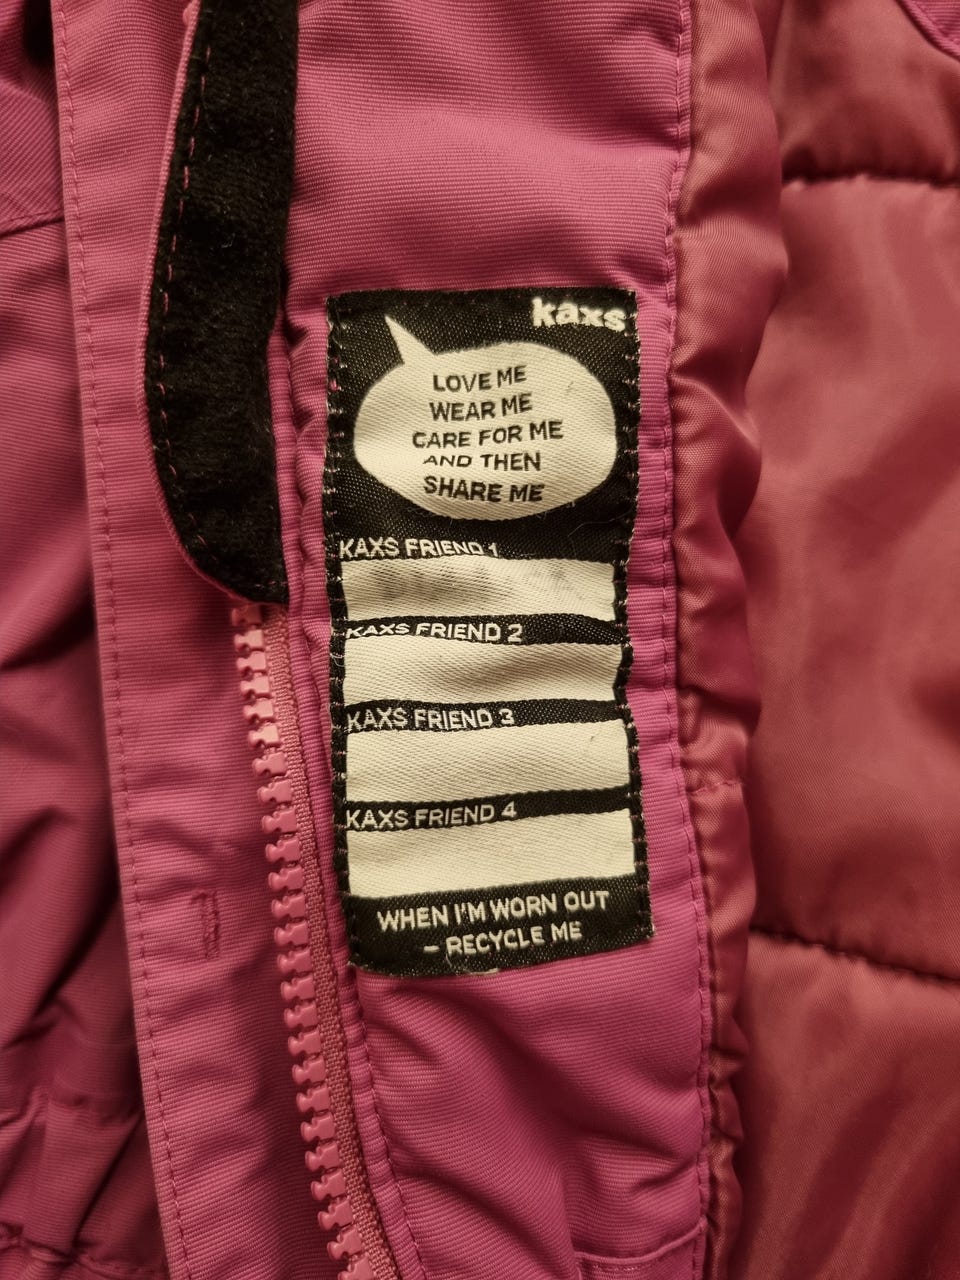 kaxs
LOVE ME
WEAR ME
CARE FOR ME
AND THEN
SHARE ME
KAXS FRIEND 1
KAXS FRIEND 2
KAXS FRIEND 3
KAXS FRIEND 4
WHEN I'M WORN OUT
– RECYCLE ME